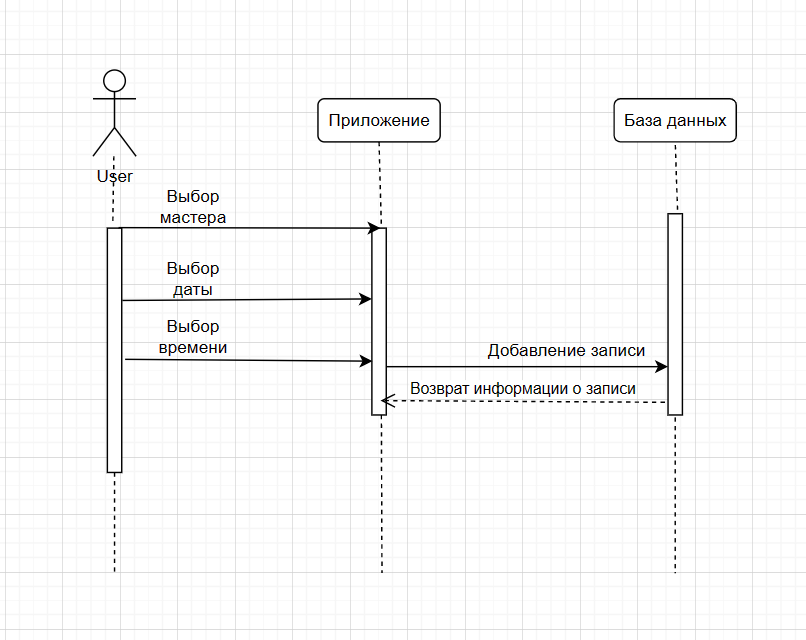 Приложение
База данных
User
Выбор
мастера
Выбор
даты
Выбор
времени
Добавление записи
Возврат информации о записи